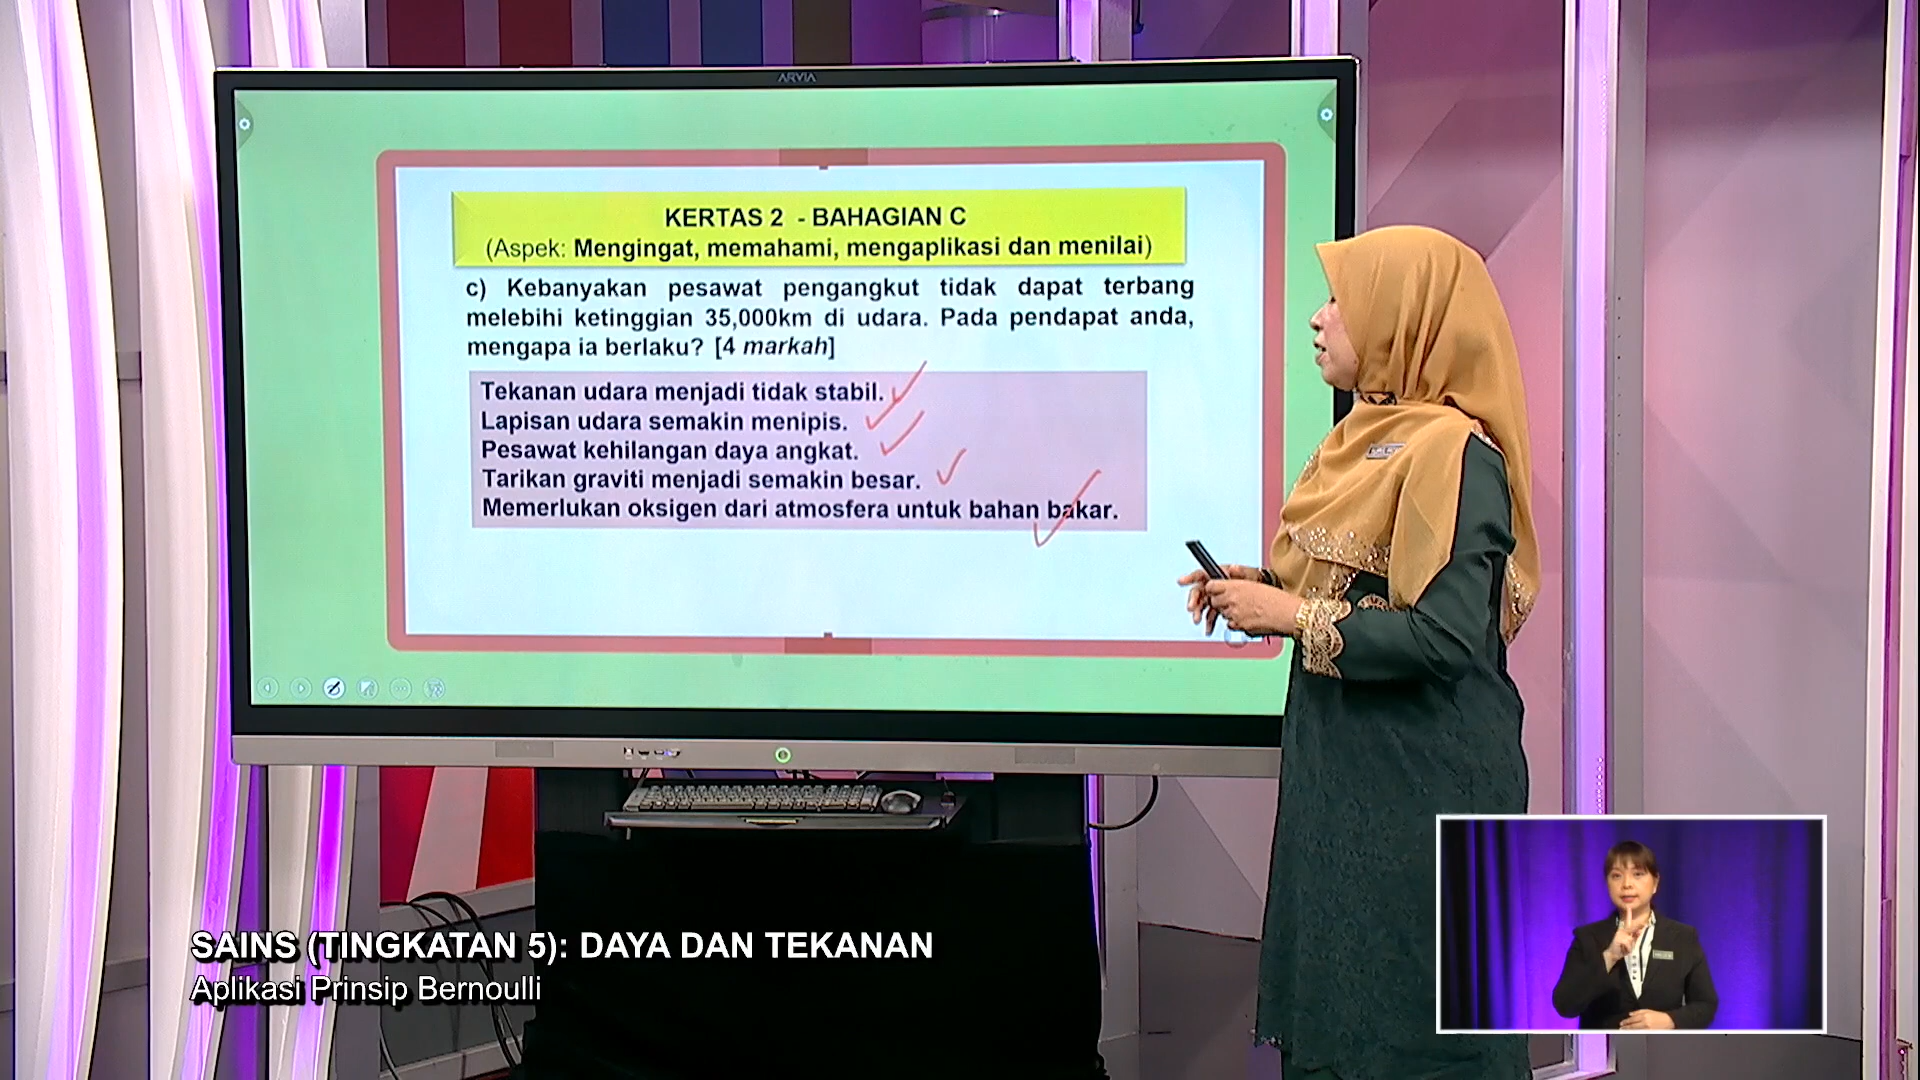 ARVIA
KERTAS 2 - BAHAGIAN C
(Aspek: Mengingat, memahami, mengaplikasi dan menilai)
c) Kebanyakan pesawat pengangkut tidak dapat terbang
melebihi ketinggian 35,000km di udara. Pada pendapat anda,
mengapa ia berlaku? [4 markah]
Tekanan udara menjadi tidak stabil.
Lapisan udara semakin menipis.
Pesawat kehilangan daya angkat.
Tarikan graviti menjadi semakin besar.
Memerlukan oksigen dari atmosfera untuk bahan bakar.
SAINS (TINGKATAN 5): DAYA DAN TEKANAN
Aplikasi Prinsip Bernoulli